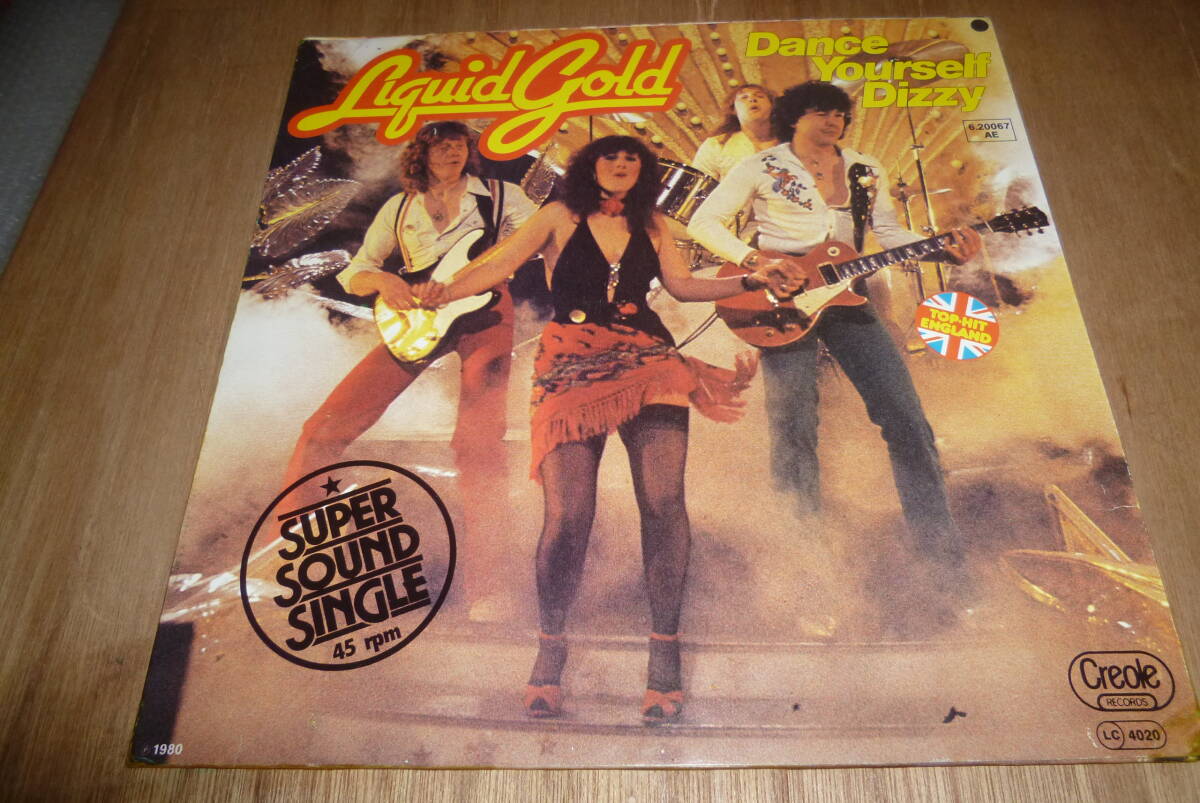 Liquid Gold
Dance
Yourself
Dizzy
6.20067
AE
TOP-HIT
ENGLAND
SUPER
SOUND
SINGLE
45 rpm
Creole
RECORDS
LC 4020
℗ 1980